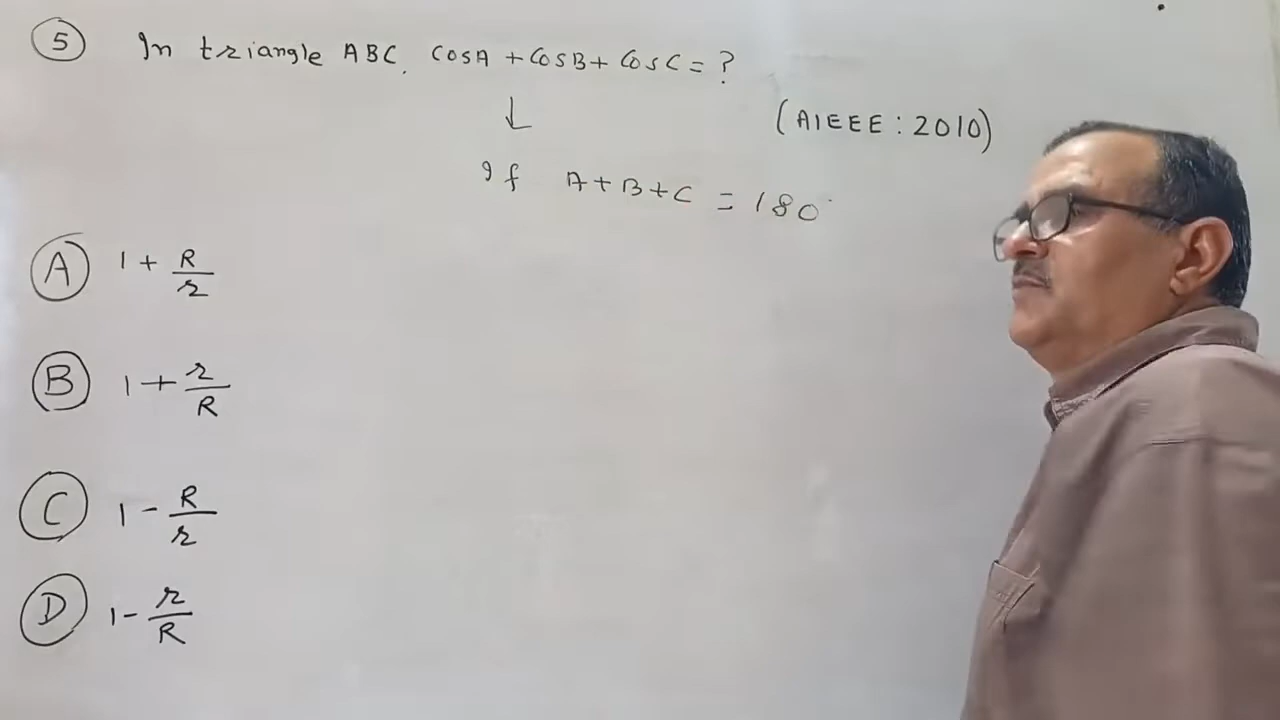 5 In triangle ABC, COSA + COSB + COSC = ?
(AIEEE : 2010)
↓
If A + B + C = 180°
A 1 + R/r
B 1 + r/R
C 1 - R/r
D 1 - r/R